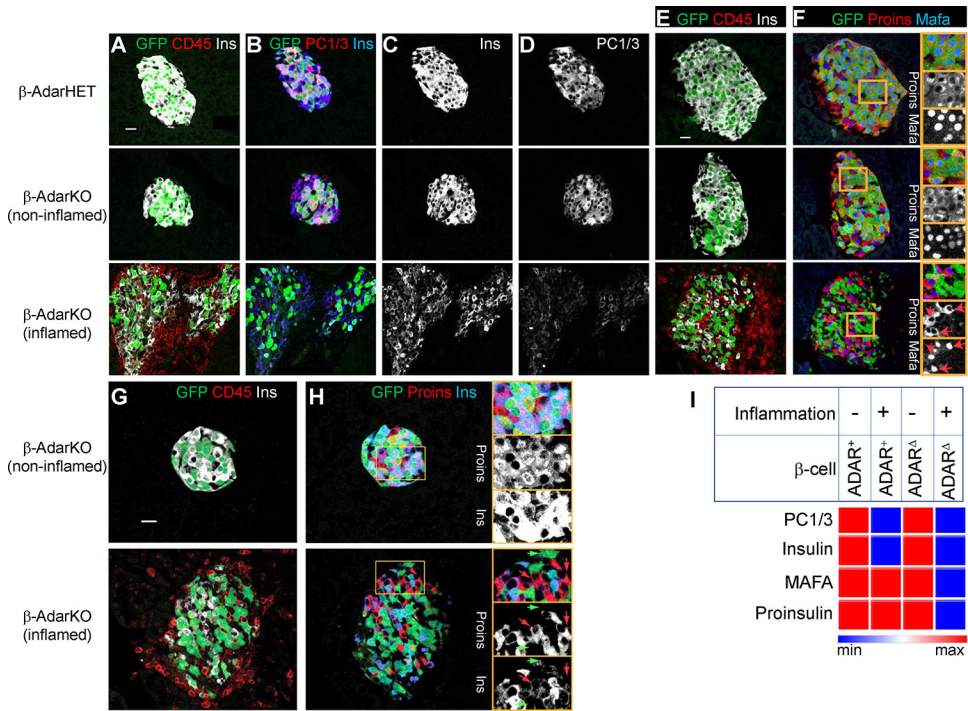 A GFP CD45 Ins
B GFP PC1/3 Ins
C Ins
D PC1/3
E GFP CD45 Ins
F GFP Proins Mafa
β-AdarHET
Proins Mafa
β-AdarKO
(non-inflamed)
Proins Mafa
β-AdarKO
(inflamed)
Proins Mafa
G GFP CD45 Ins
H GFP Proins Ins
β-AdarKO
(non-inflamed)
Proins
Ins
β-AdarKO
(inflamed)
Proins
Ins
I
Inflammation - + - +
β-cell ADAR⁺ ADAR⁺ ADAR^Δ ADAR^Δ
PC1/3
Insulin
MAFA
Proinsulin
min max